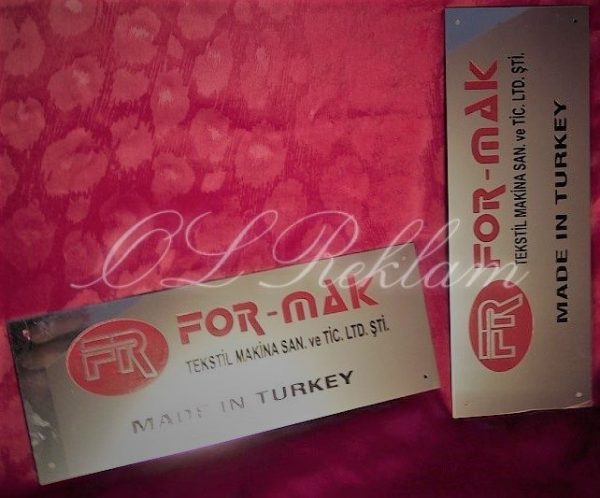 FR
FOR-MAK
TEKSTİL MAKİNA SAN. ve TİC. LTD. ŞTİ.
MADE IN TURKEY
OL Reklam
FR
FOR-MAK
TEKSTİL MAKİNA SAN. ve TİC. LTD. ŞTİ.
MADE IN TURKEY